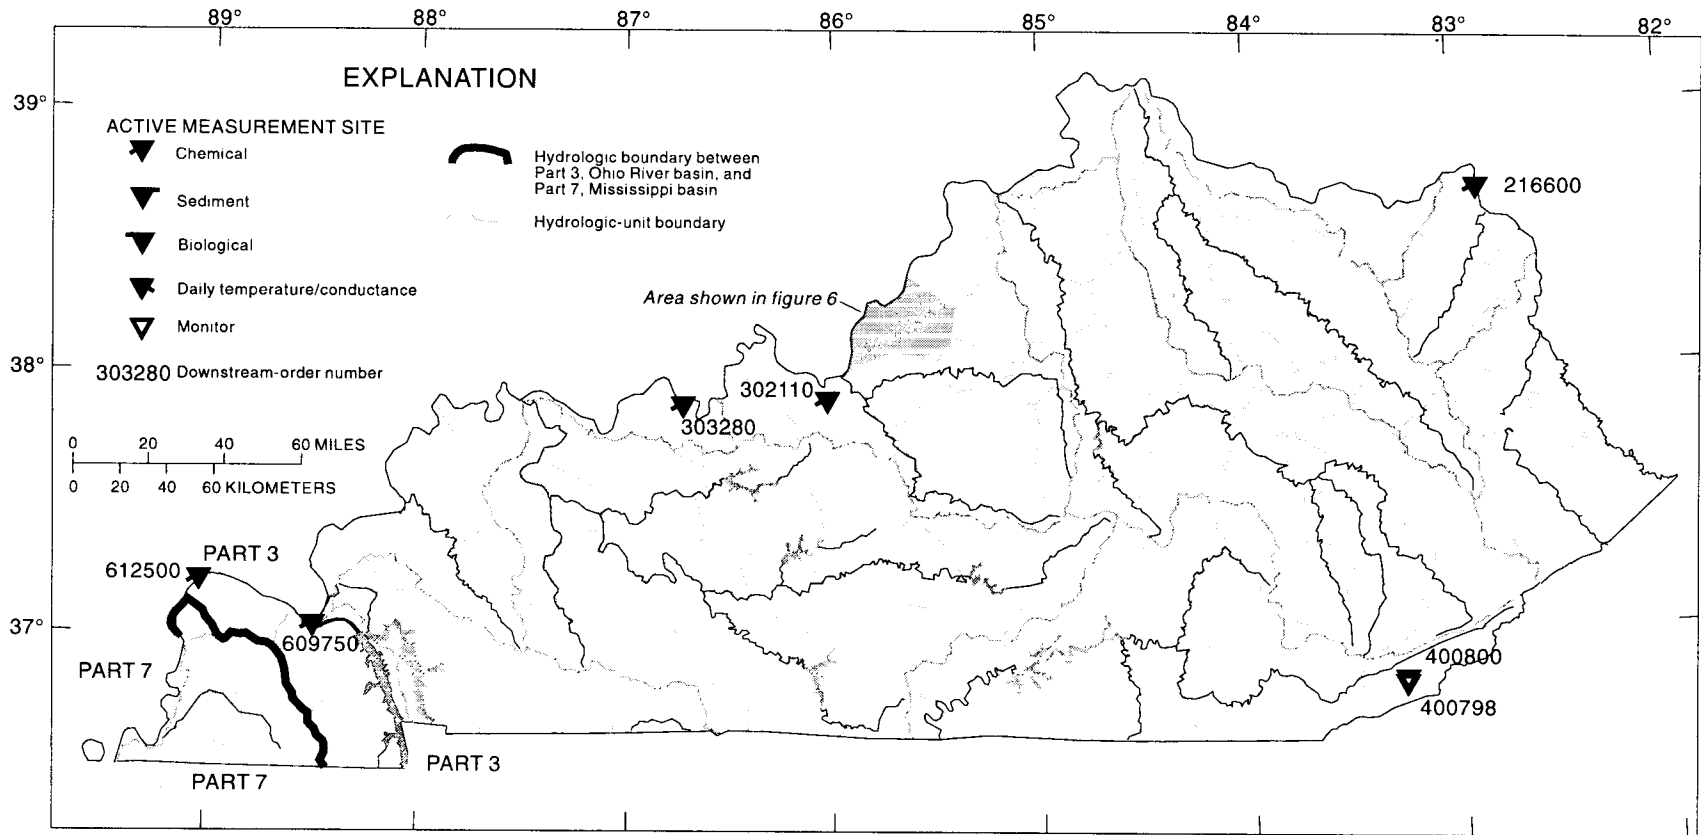 89° 88° 87° 86° 85° 84° 83° 82°
EXPLANATION
39°
ACTIVE MEASUREMENT SITE
Chemical
Sediment
Biological
Daily temperature/conductance
Monitor
303280 Downstream-order number
Hydrologic boundary between
Part 3, Ohio River basin, and
Part 7, Mississippi basin
Hydrologic-unit boundary
216600
Area shown in figure 6
38°
302110
303280
0 20 40 60 MILES
0 20 40 60 KILOMETERS
PART 3
612500
37°
609750
PART 7
400800
400798
PART 3
PART 7